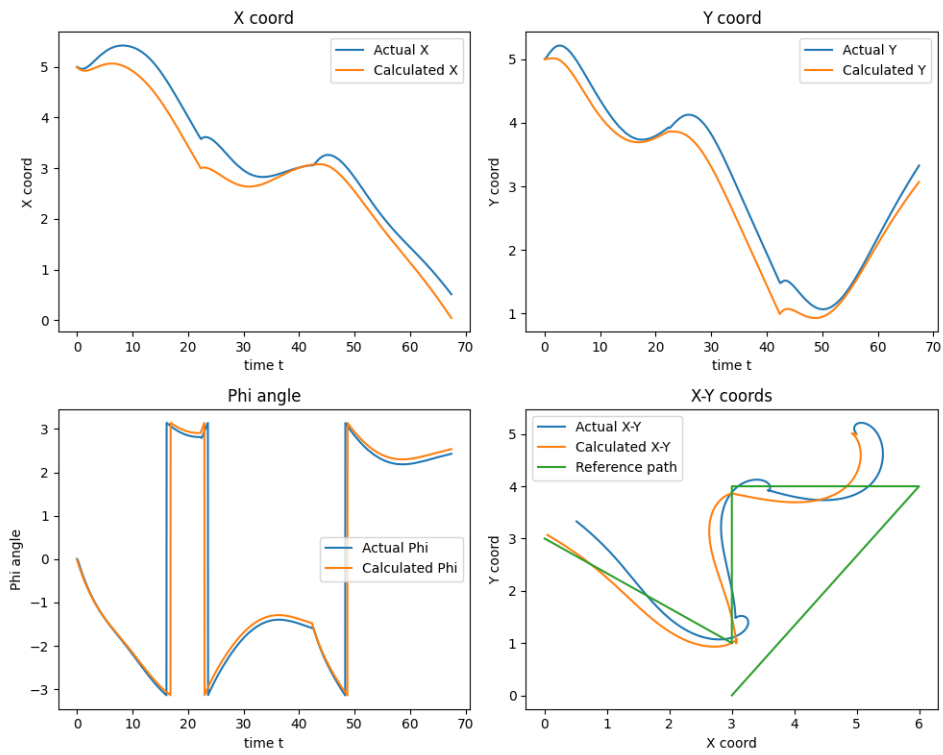 X coord
Actual X
Calculated X
X coord
5
4
3
2
1
0
0 10 20 30 40 50 60 70
time t
Y coord
Actual Y
Calculated Y
Y coord
5
4
3
2
1
0 10 20 30 40 50 60 70
time t
Phi angle
Actual Phi
Calculated Phi
Phi angle
3
2
1
0
−1
−2
−3
0 10 20 30 40 50 60 70
time t
X-Y coords
Actual X-Y
Calculated X-Y
Reference path
Y coord
5
4
3
2
1
0
0 1 2 3 4 5 6
X coord